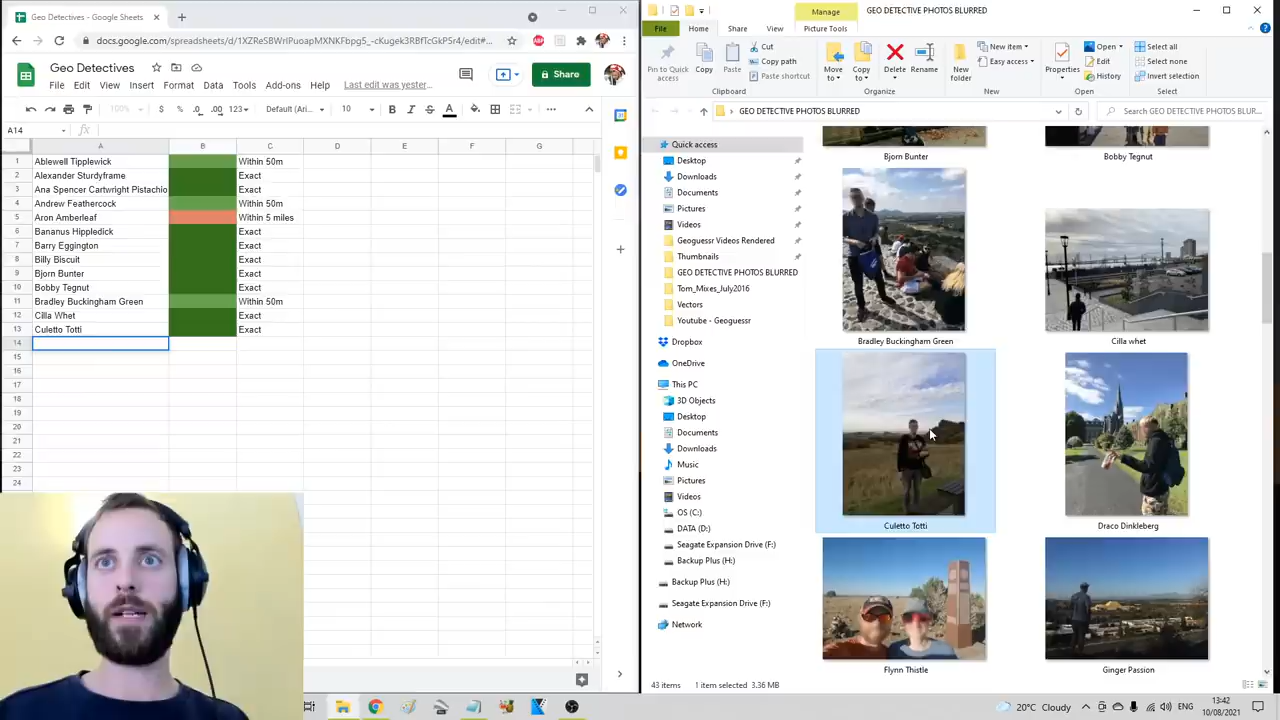 Geo Detectives - Google Sheets
Geo Detectives
File Edit View Insert Format Data Tools Add-ons Help
Last edit was yea...
Share
100%
$ % .0 .00 123
Default (Ari...
10
B I S A
A14
fx
A B C D E F G
1 Ablewell Tipplewick Within 50m
2 Alexander Sturdyname Exact
3 Ana Spencer Cartwright Pistachio Exact
4 Andrew Feathercock Within 50m
5 Aron Amberleaf Within 5 miles
6 Bananus Hippledick Exact
7 Barry Eggington Exact
8 Billy Biscuit Exact
9 Bjorn Bunter Exact
10 Bobby Tegnut Exact
11 Bradley Buckingham Green Within 50m
12 Cilla Whet Exact
13 Culetto Totti Exact
14
15
16
17
18
19
20
21
22
23
24
Manage
GEO DETECTIVE PHOTOS BLURRED
File Home Share View Picture Tools
Pin to Quick access
Copy
Paste
Cut
Copy path
Paste shortcut
Clipboard
Move to
Copy to
Delete
Rename
Organize
New folder
New item
Easy access
New
Properties
Open
Edit
History
Open
Select all
Select none
Invert selection
Select
GEO DETECTIVE PHOTOS BLURRED
Search GEO DETECTIVE PHOTOS BLUR...
Quick access
Desktop
Downloads
Documents
Pictures
Videos
Geoguessr Videos Rendered
Thumbnails
GEO DETECTIVE PHOTOS BLURRED
Tom_Mixes_July2016
Vectors
Youtube - Geoguessr
Dropbox
OneDrive
This PC
3D Objects
Desktop
Documents
Downloads
Music
Pictures
Videos
OS (C:)
DATA (D:)
Seagate Expansion Drive (F:)
Backup Plus (H:)
Backup Plus (H:)
Seagate Expansion Drive (F:)
Network
Bjorn Bunter
Bobby Tegnut
Bradley Buckingham Green
Cilla whet
Culetto Totti
Draco Dinkleberg
Flynn Thistle
Ginger Passion
43 items 1 item selected 3.36 MB
20°C Cloudy
ENG
13:42
10/08/2021